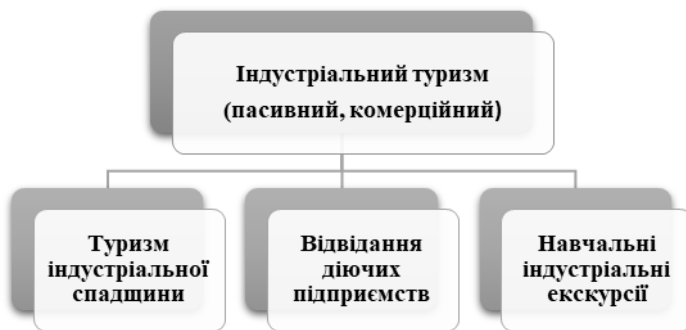 Індустріальний туризм
(пасивний, комерційний)
Туризм
індустріальної
спадщини
Відвідання
діючих
підприємств
Навчальні
індустріальні
екскурсії